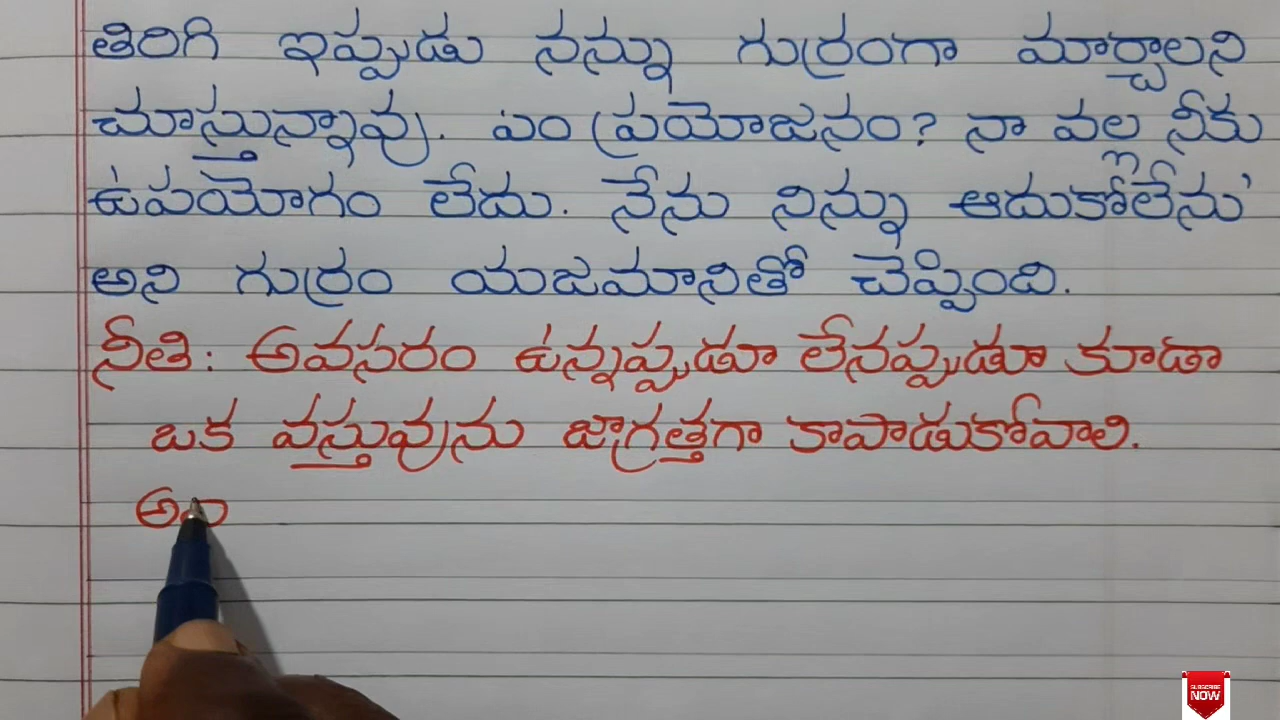 తిరిగి ఇప్పుడు నన్ను గుర్రంగా మార్చాలని
చూస్తున్నావు. ఏం ప్రయోజనం? నా వల్ల నీకు
ఉపయోగం లేదు. నేను నిన్ను ఆదుకోలేను'
అని గుర్రం యజమానితో చెప్పింది.
నీతి: అవసరం ఉన్నప్పుడూ లేనప్పుడూ కూడా
ఒక వస్తువును జాగ్రత్తగా కాపాడుకోవాలి.
SUBSCRIBE
NOW